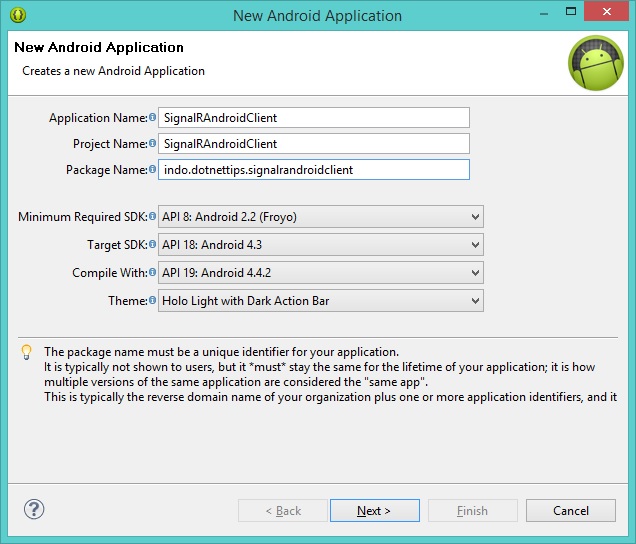 New Android Application
New Android Application
Creates a new Android Application
Application Name: SignalRAndroidClient
Project Name: SignalRAndroidClient
Package Name: indo.dotnettips.signalrandroidclient
Minimum Required SDK: API 8: Android 2.2 (Froyo)
Target SDK: API 18: Android 4.3
Compile With: API 19: Android 4.4.2
Theme: Holo Light with Dark Action Bar
The package name must be a unique identifier for your application.
It is typically not shown to users, but it *must* stay the same for the lifetime of your application; it is how
multiple versions of the same application are considered the "same app".
This is typically the reverse domain name of your organization plus one or more application identifiers, and it
? < Back Next > Finish Cancel